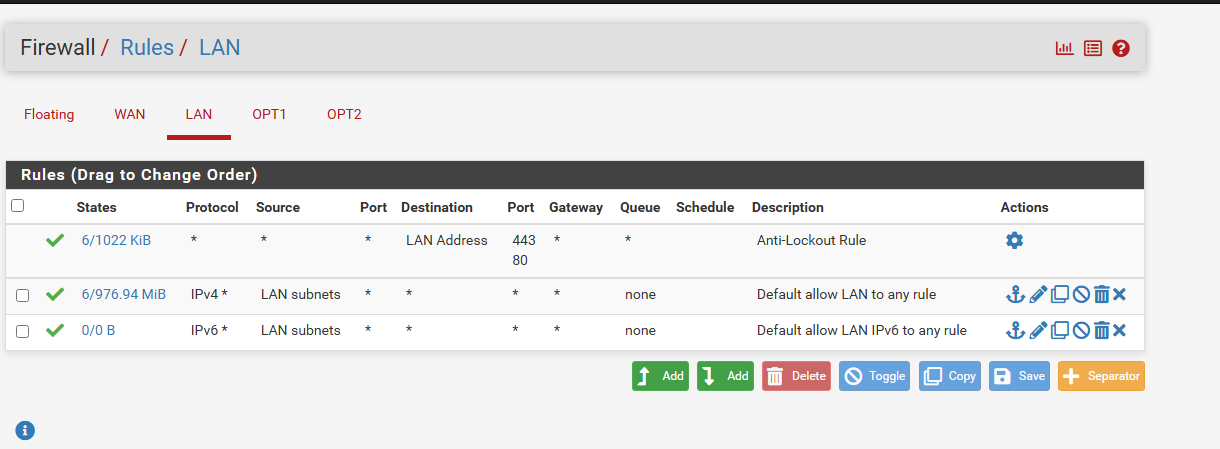 Firewall / Rules / LAN
Floating WAN LAN OPT1 OPT2
Rules (Drag to Change Order)
States Protocol Source Port Destination Port Gateway Queue Schedule Description Actions
6/1022 KiB * * * LAN Address 443 * * Anti-Lockout Rule
80
6/976.94 MiB IPv4 * LAN subnets * * * * none Default allow LAN to any rule
0/0 B IPv6 * LAN subnets * * * * none Default allow LAN IPv6 to any rule
Add Add Delete Toggle Copy Save Separator